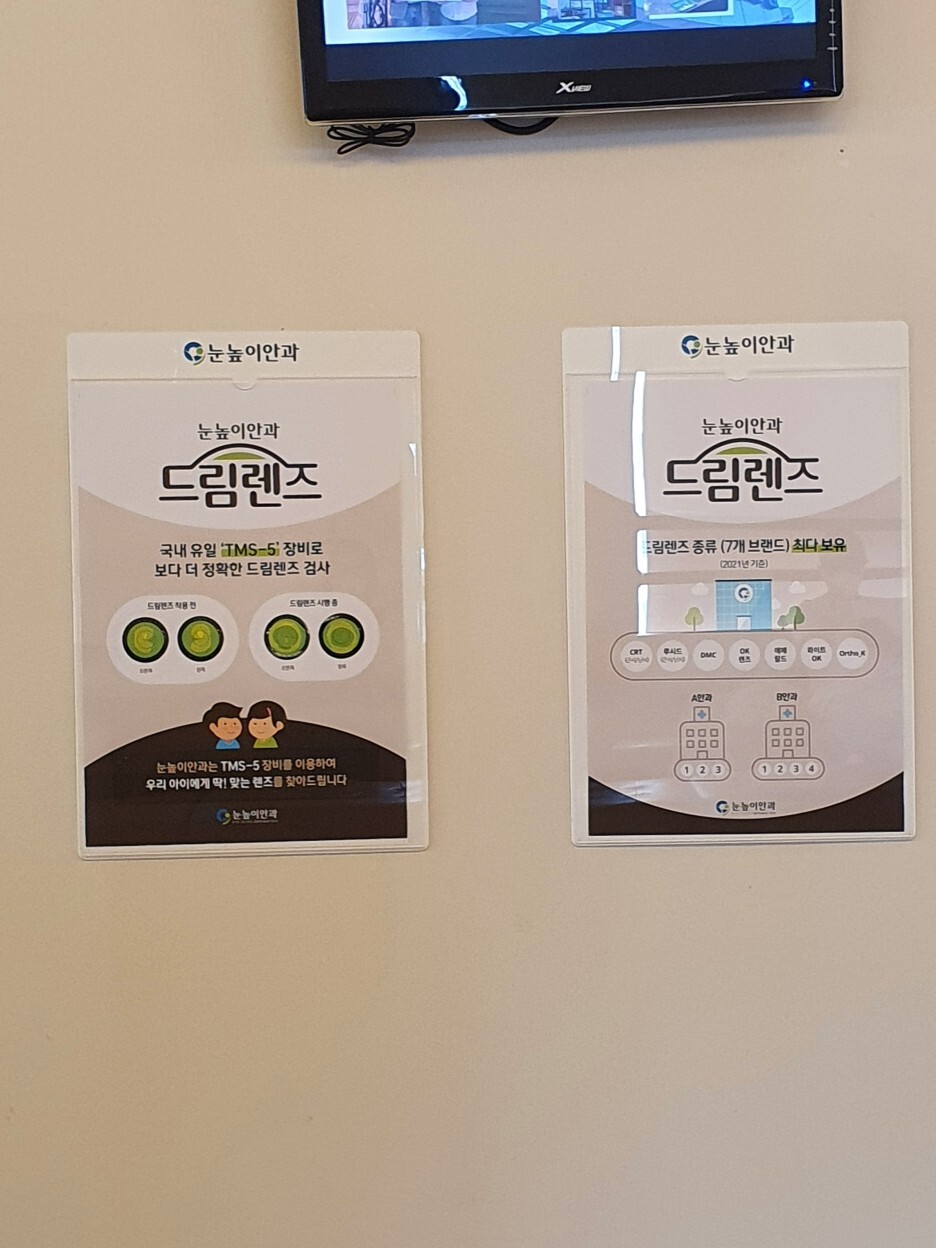 XVIEW
눈높이안과
눈높이안과
드림렌즈
국내 유일 'TMS-5' 장비로
보다 더 정확한 드림렌즈 검사
드림렌즈 착용 전
드림렌즈 시행 중
눈높이안과는 TMS-5 장비를 이용하여
우리 아이에게 딱! 맞는 렌즈를 찾아드립니다
눈높이안과
눈높이안과
눈높이안과
드림렌즈
드림렌즈 종류 (7개 브랜드) 최다 보유
(2021년 기준)
CRT
루시드
DMC
OK
렌즈
이메
랄드
라이트
OK
Ortho_K
A안과
B안과
1 2 3
1 2 3 4
눈높이안과